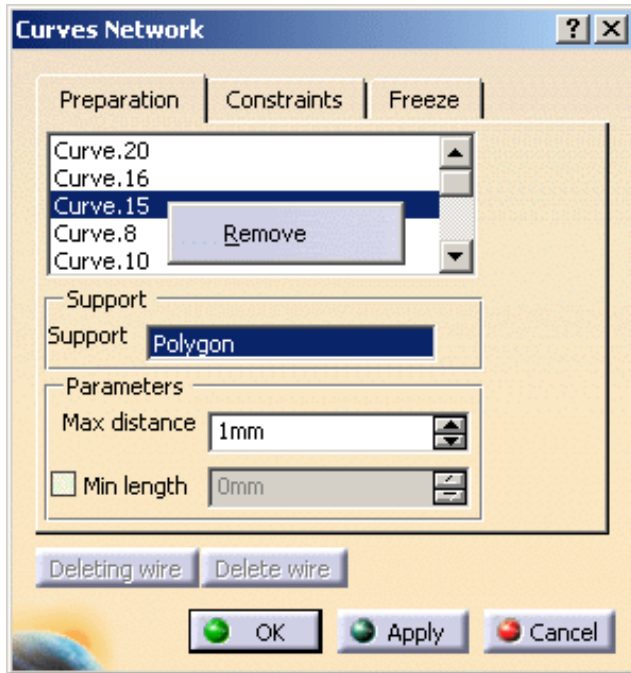 Curves Network
Preparation Constraints Freeze
Curve.20
Curve.16
Curve.15
Remove
Curve.8
Curve.10
Support
Support Polygon
Parameters
Max distance 1mm
Min length 0mm
Deleting wire Delete wire
OK Apply Cancel